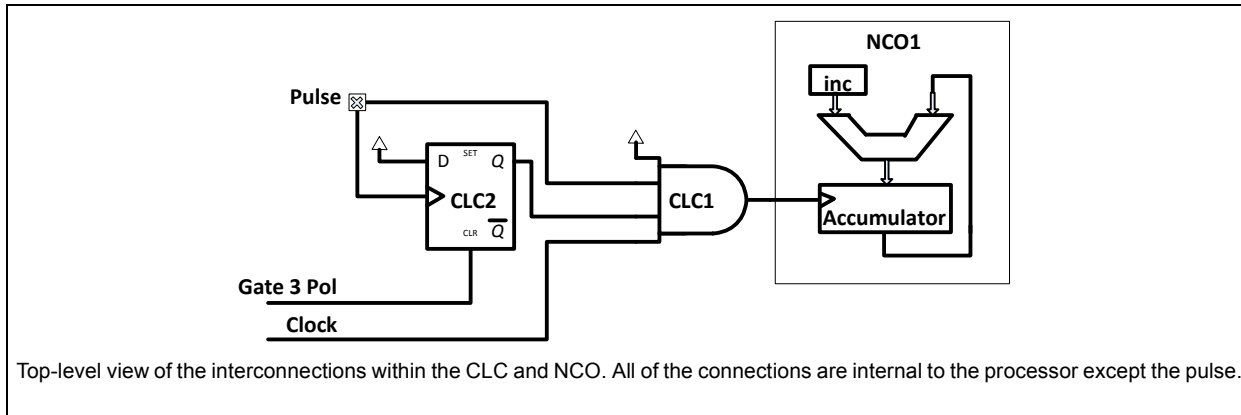 NCO1
inc
Pulse
D SET Q
CLC2
CLR Q
CLC1
Accumulator
Gate 3 Pol
Clock
Top-level view of the interconnections within the CLC and NCO. All of the connections are internal to the processor except the pulse.